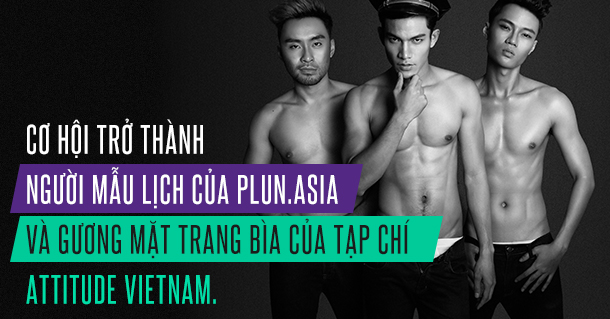 CƠ HỘI TRỞ THÀNH
NGƯỜI MẪU LỊCH CỦA PLUN.ASIA
VÀ GƯƠNG MẶT TRANG BÌA CỦA TẠP CHÍ
ATTITUDE VIETNAM.